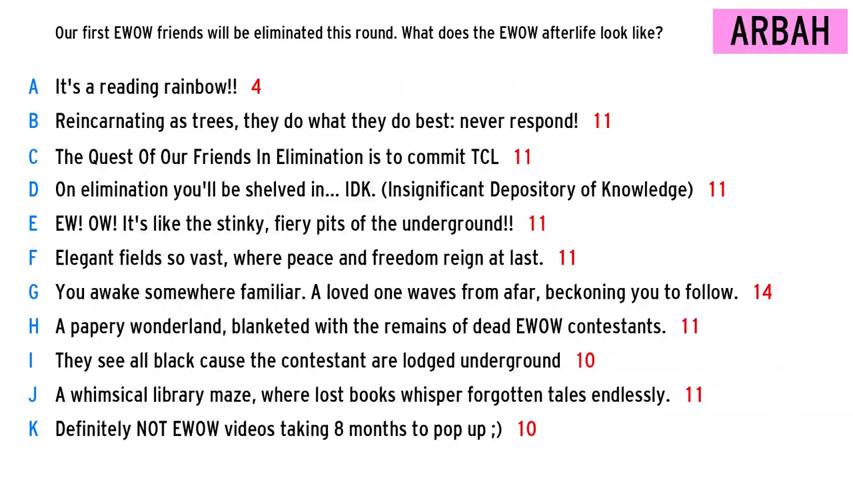 Our first EWOW friends will be eliminated this round. What does the EWOW afterlife look like?
ARBAH
A It's a reading rainbow!! 4
B Reincarnating as trees, they do what they do best: never respond! 11
C The Quest Of Our Friends In Elimination is to commit TCL 11
D On elimination you'll be shelved in... IDK. (Insignificant Depository of Knowledge) 11
E EW! OW! It's like the stinky, fiery pits of the underground!! 11
F Elegant fields so vast, where peace and freedom reign at last. 11
G You awake somewhere familiar. A loved one waves from afar, beckoning you to follow. 14
H A papery wonderland, blanketed with the remains of dead EWOW contestants. 11
I They see all black cause the contestant are lodged underground 10
J A whimsical library maze, where lost books whisper forgotten tales endlessly. 11
K Definitely NOT EWOW videos taking 8 months to pop up ;) 10